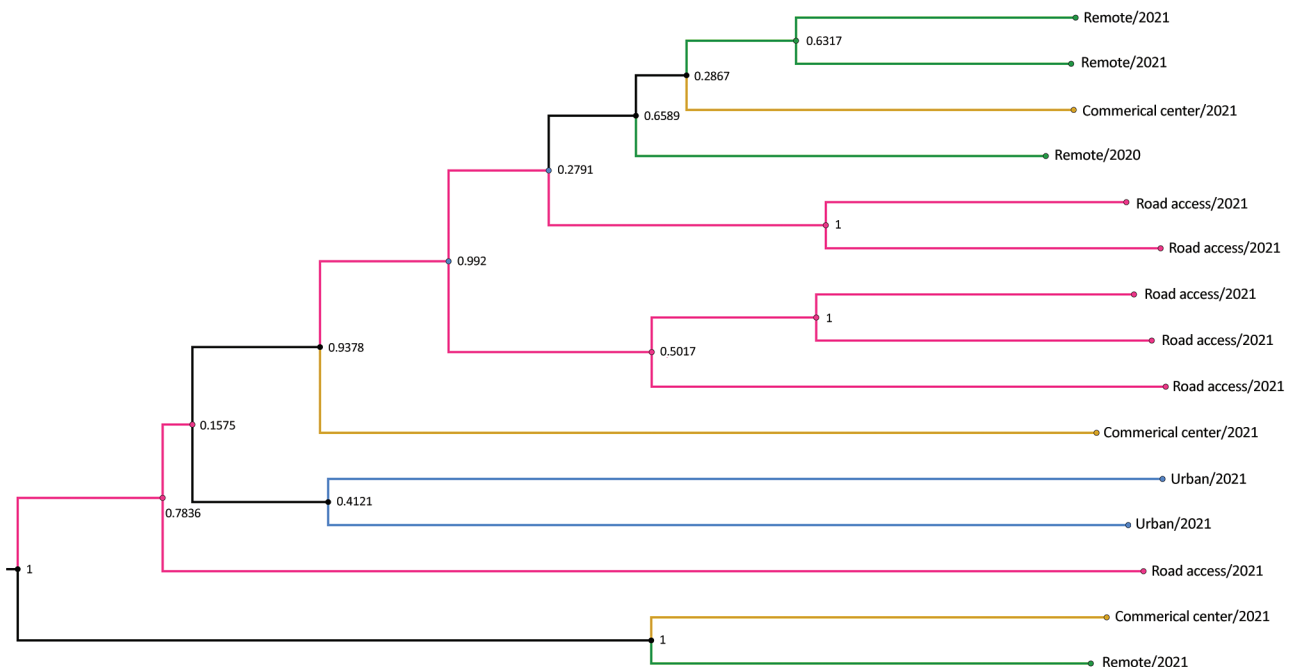 Remote/2021
0.6317
Remote/2021
0.2867
Commerical center/2021
0.6589
Remote/2020
0.2791
Road access/2021
1
Road access/2021
0.992
Road access/2021
1
Road access/2021
0.9378
0.5017
Road access/2021
0.1575
Commerical center/2021
Urban/2021
0.4121
0.7836
Urban/2021
1
Road access/2021
Commerical center/2021
1
Remote/2021